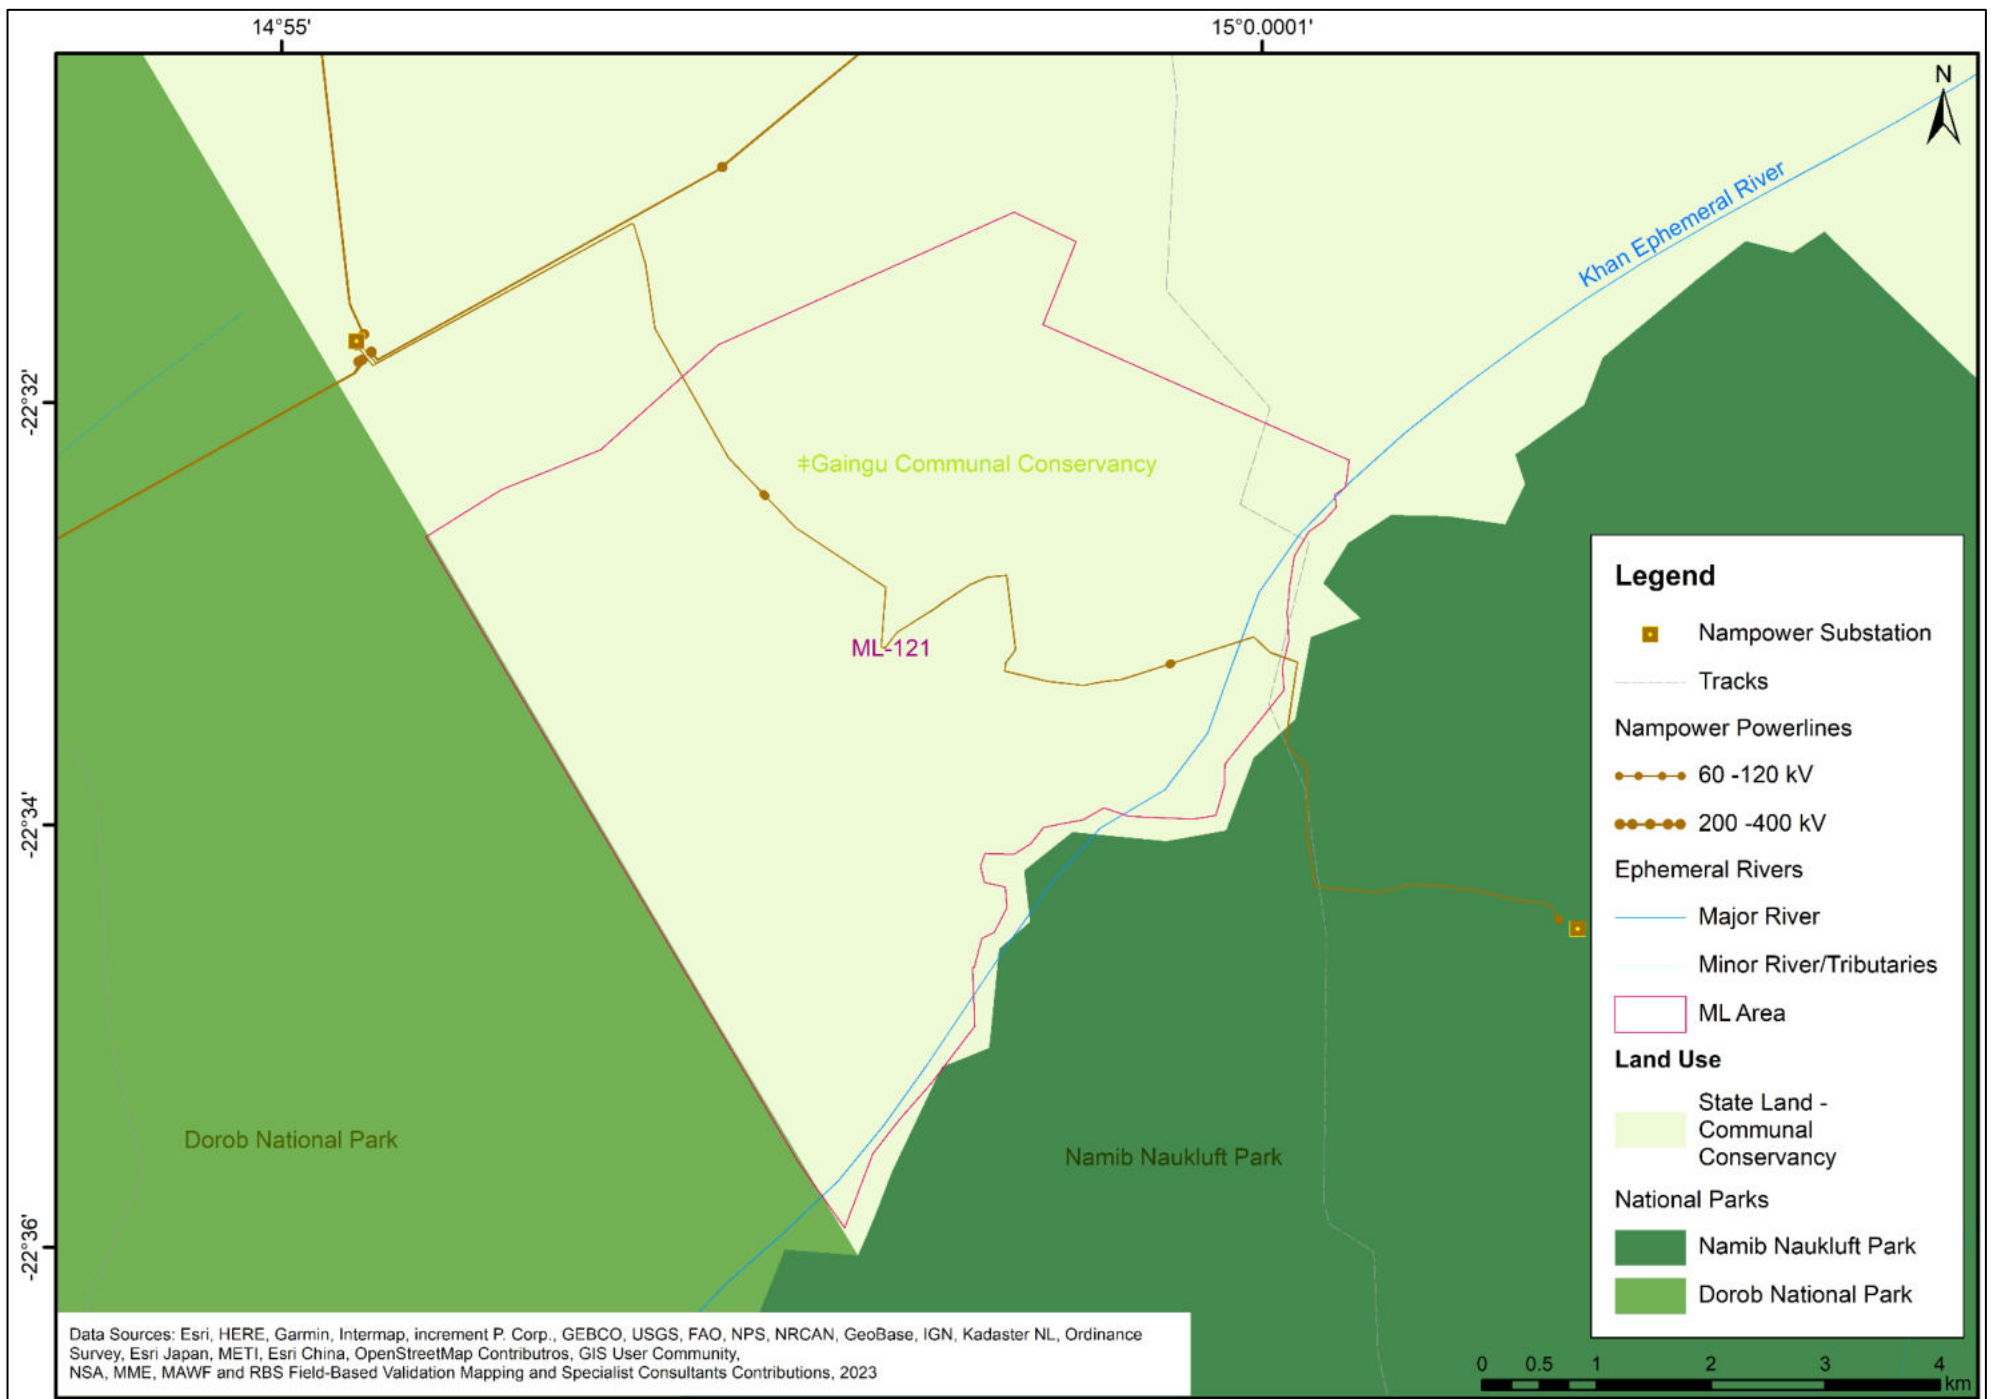 14°55'
15°0.0001'
N
Khan Ephemeral River
-22°32'
ǂGaingu Communal Conservancy
ML-121
-22°34'
Dorob National Park
Namib Naukluft Park
-22°36'
Legend
Nampower Substation
Tracks
Nampower Powerlines
60 -120 kV
200 -400 kV
Ephemeral Rivers
Major River
Minor River/Tributaries
ML Area
Land Use
State Land -
Communal
Conservancy
National Parks
Namib Naukluft Park
Dorob National Park
Data Sources: Esri, HERE, Garmin, Intermap, increment P. Corp., GEBCO, USGS, FAO, NPS, NRCAN, GeoBase, IGN, Kadaster NL, Ordinance
Survey, Esri Japan, METI, Esri China, OpenStreetMap Contributros, GIS User Community,
NSA, MME, MAWF and RBS Field-Based Validation Mapping and Specialist Consultants Contributions, 2023
0 0.5 1 2 3 4
km